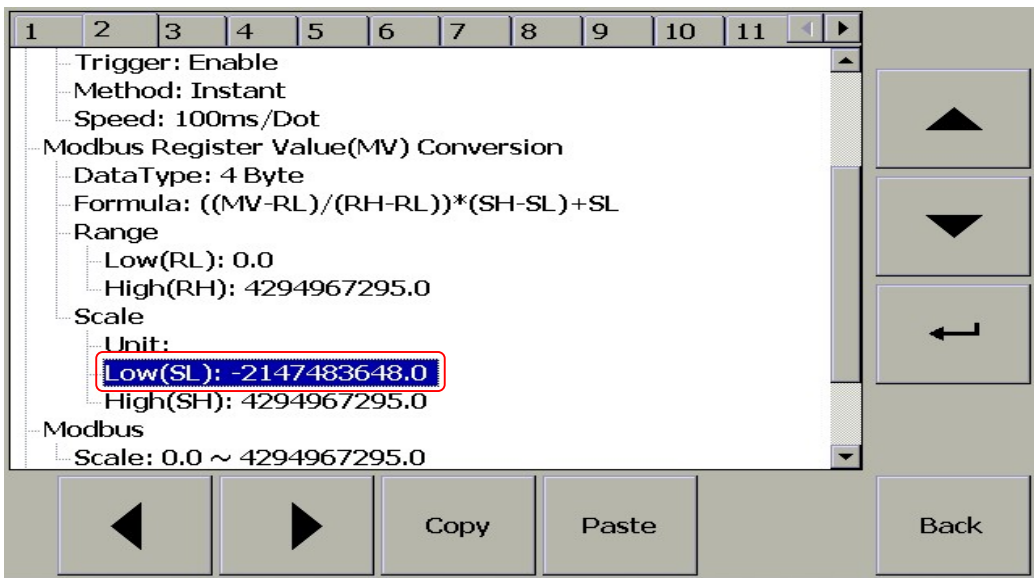 1 2 3 4 5 6 7 8 9 10 11
Trigger: Enable
Method: Instant
Speed: 100ms/Dot
Modbus Register Value(MV) Conversion
DataType: 4 Byte
Formula: ((MV-RL)/(RH-RL))*(SH-SL)+SL
Range
Low(RL): 0.0
High(RH): 4294967295.0
Scale
Unit:
Low(SL): -2147483648.0
High(SH): 4294967295.0
Modbus
Scale: 0.0 ~ 4294967295.0
Copy Paste Back